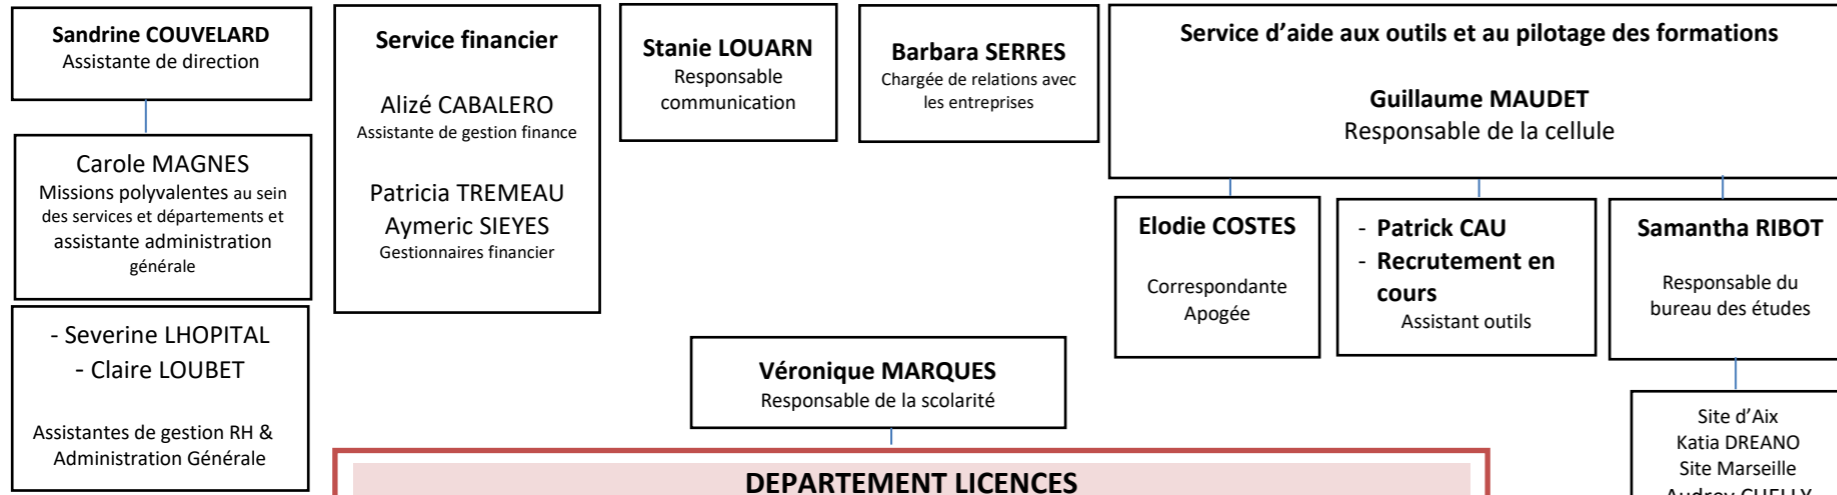 Sandrine COUVELARD
Assistante de direction
Carole MAGNES
Missions polyvalentes au sein
des services et départements et
assistante administration
générale
- Severine LHOPITAL
- Claire LOUBET
Assistantes de gestion RH &
Administration Générale
Service financier
Alizé CABALERO
Assistante de gestion finance
Patricia TREMEAU
Aymeric SIEYES
Gestionnaires financier
Stanie LOUARN
Responsable
communication
Barbara SERRES
Chargée de relations avec
les entreprises
Service d’aide aux outils et au pilotage des formations
Guillaume MAUDET
Responsable de la cellule
Elodie COSTES
Correspondante
Apogée
- Patrick CAU
- Recrutement en
cours
Assistant outils
Samantha RIBOT
Responsable du
bureau des études
Site d’Aix
Katia DREANO
Site Marseille
Audrey CHELLY
Véronique MARQUES
Responsable de la scolarité
DEPARTEMENT LICENCES